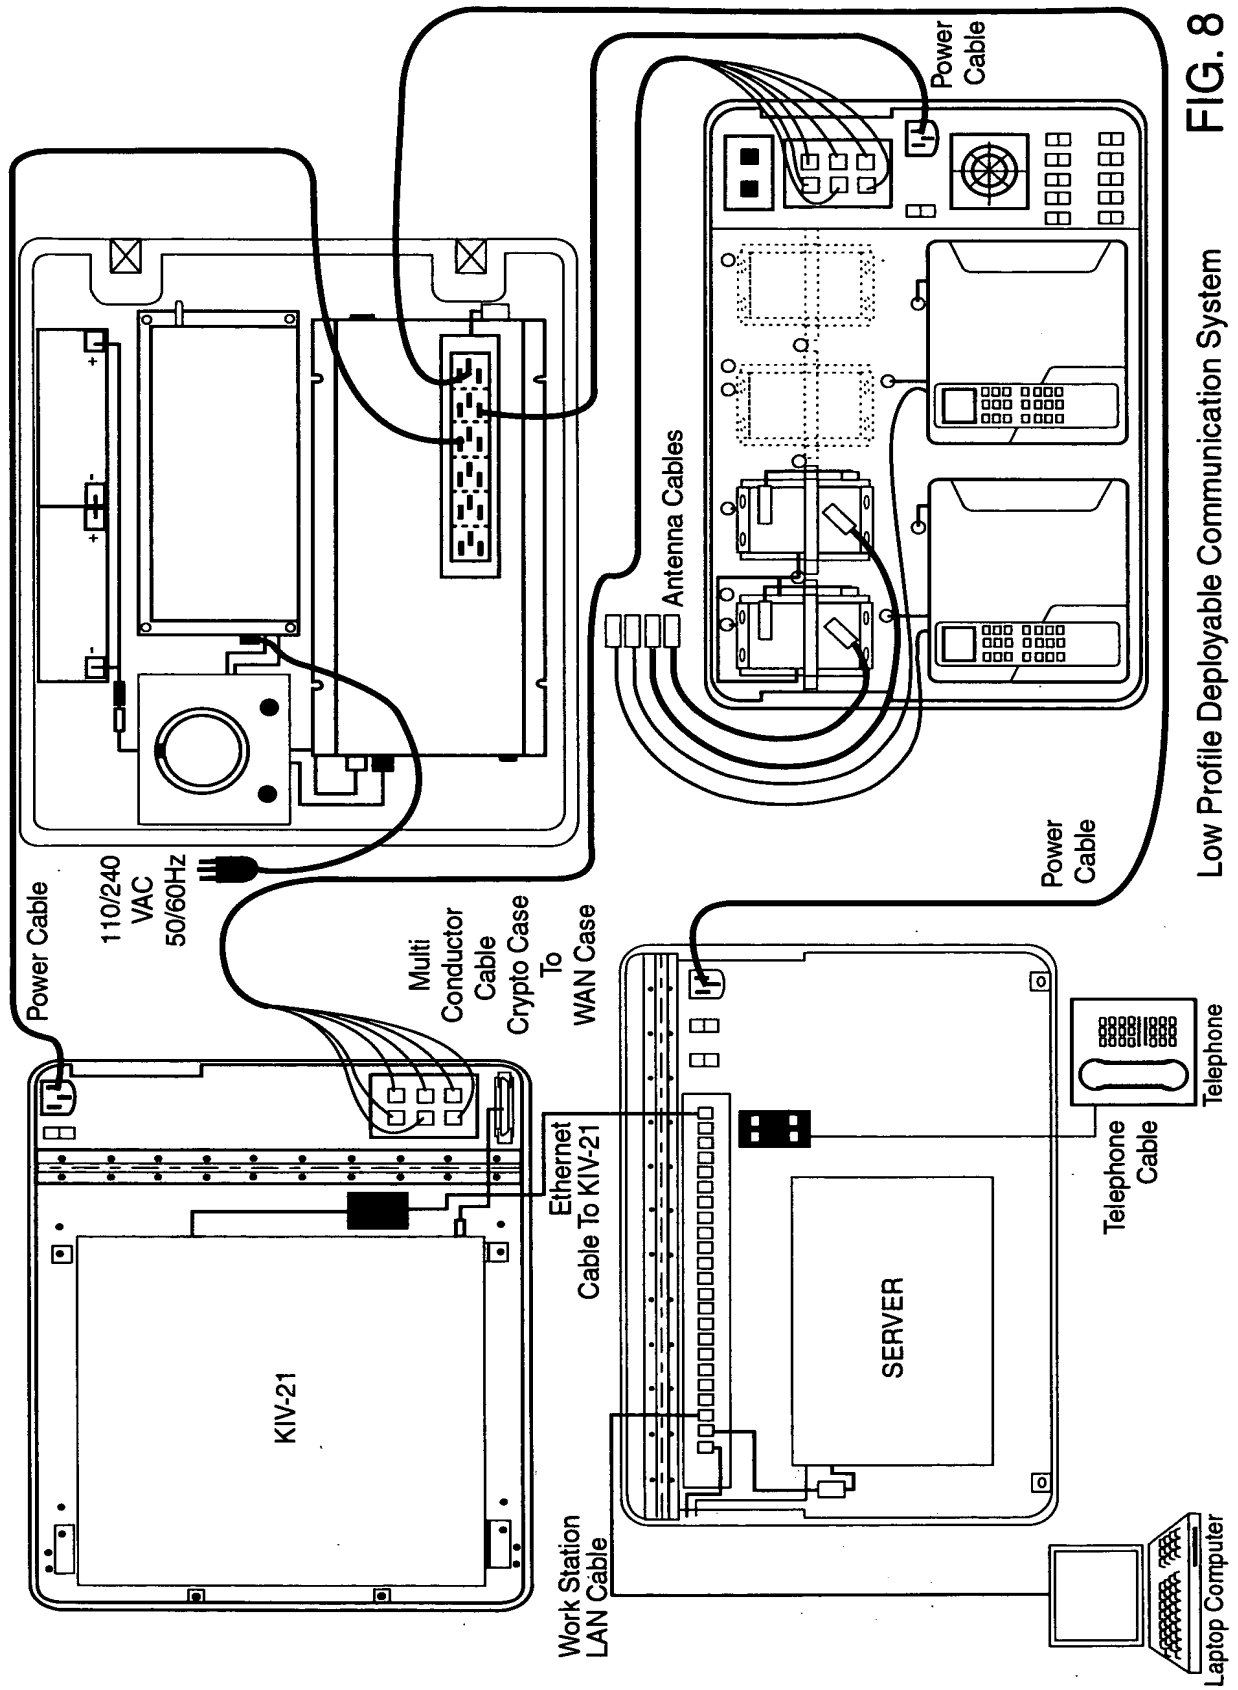 Power Cable
110/240
VAC
50/60Hz
+
-
+
-
Power
Cable
KIV-21
Multi
Conductor
Cable
Crypto Case
To
WAN Case
Antenna Cables
Ethernet
Cable To KIV-21
Work Station
LAN Cable
SERVER
Power
Cable
Telephone
Cable
Telephone
Laptop Computer
Low Profile Deployable Communication System
FIG. 8